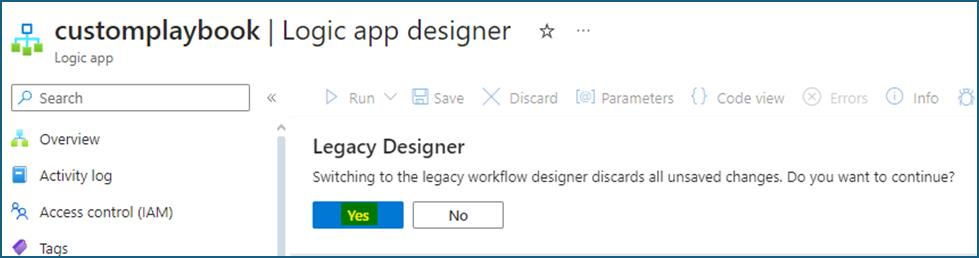 customplaybook | Logic app designer
Logic app
Search
Overview
Activity log
Access control (IAM)
Tags
Run Save Discard [@] Parameters {} Code view Errors Info
Legacy Designer
Switching to the legacy workflow designer discards all unsaved changes. Do you want to continue?
Yes No